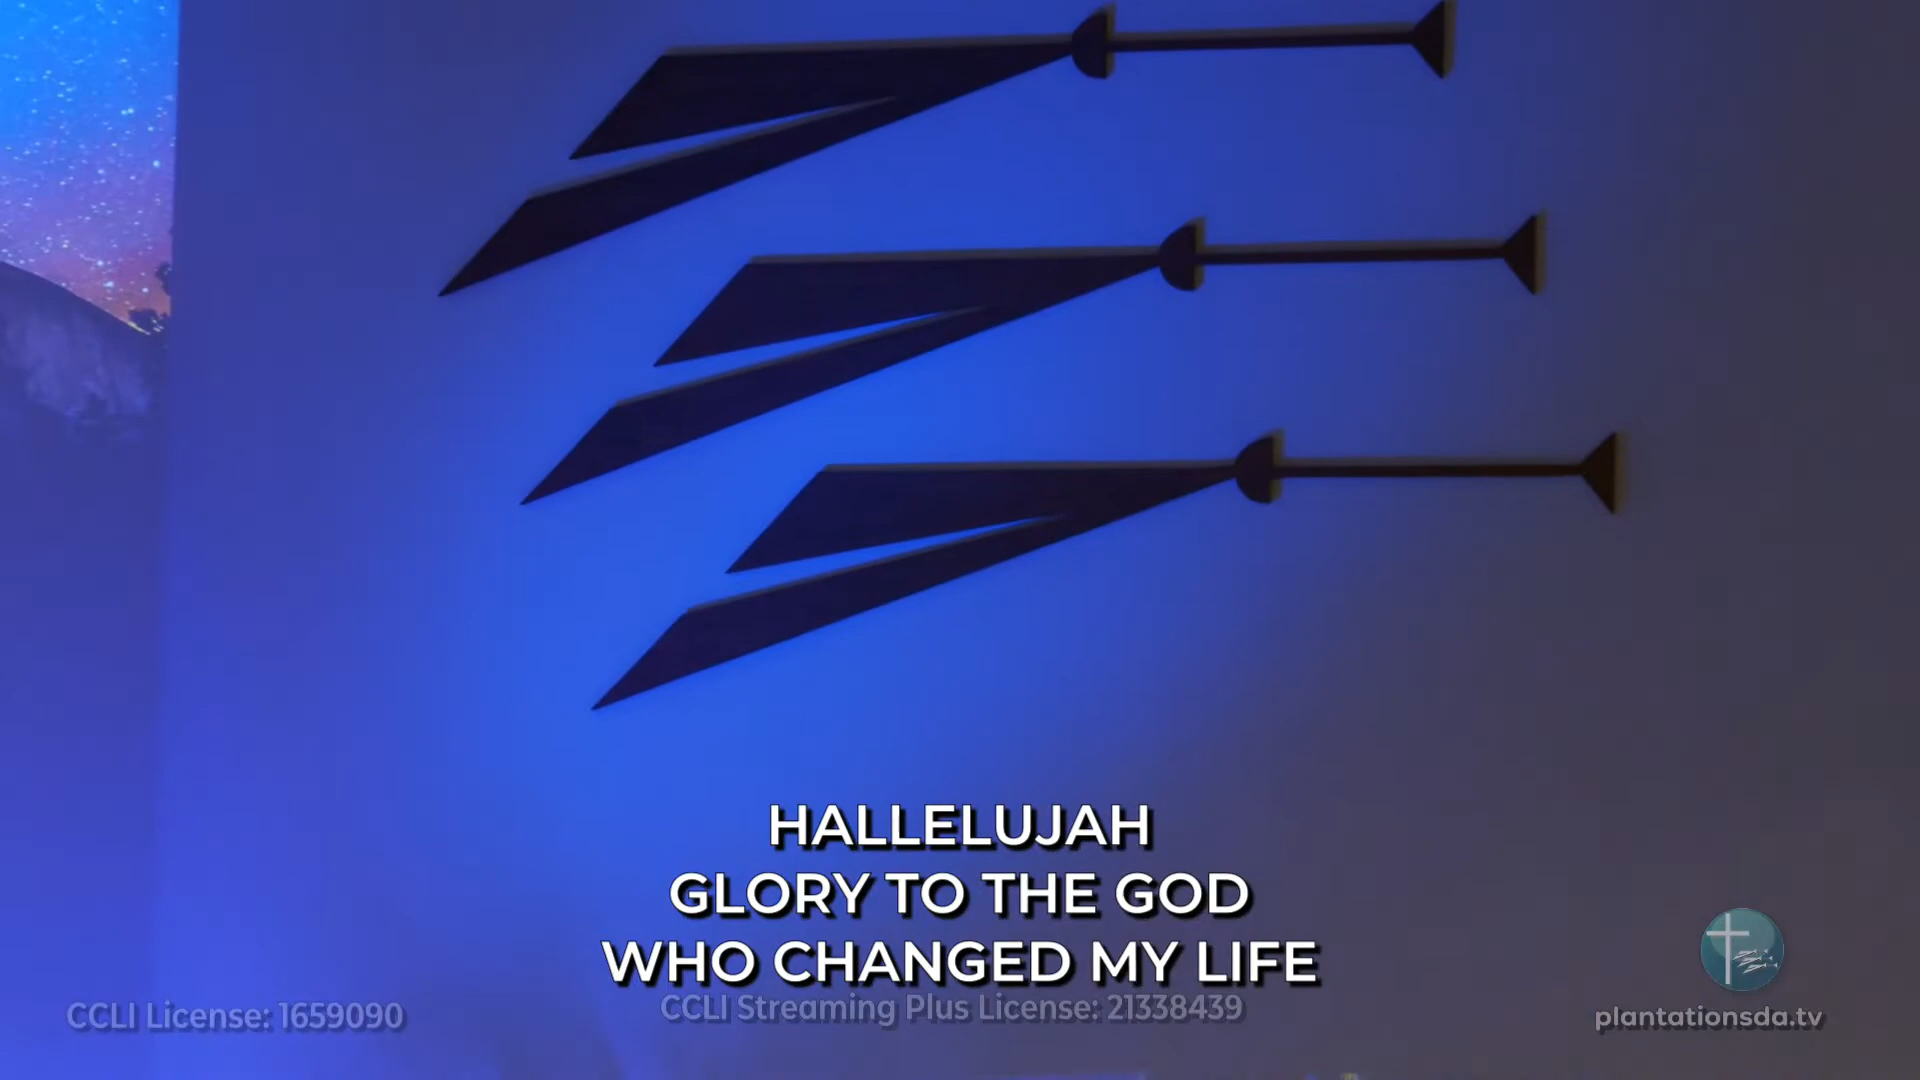 HALLELUJAH
GLORY TO THE GOD
WHO CHANGED MY LIFE
CCLI License: 1659090
CCLI Streaming Plus License: 21338439
plantationsda.tv